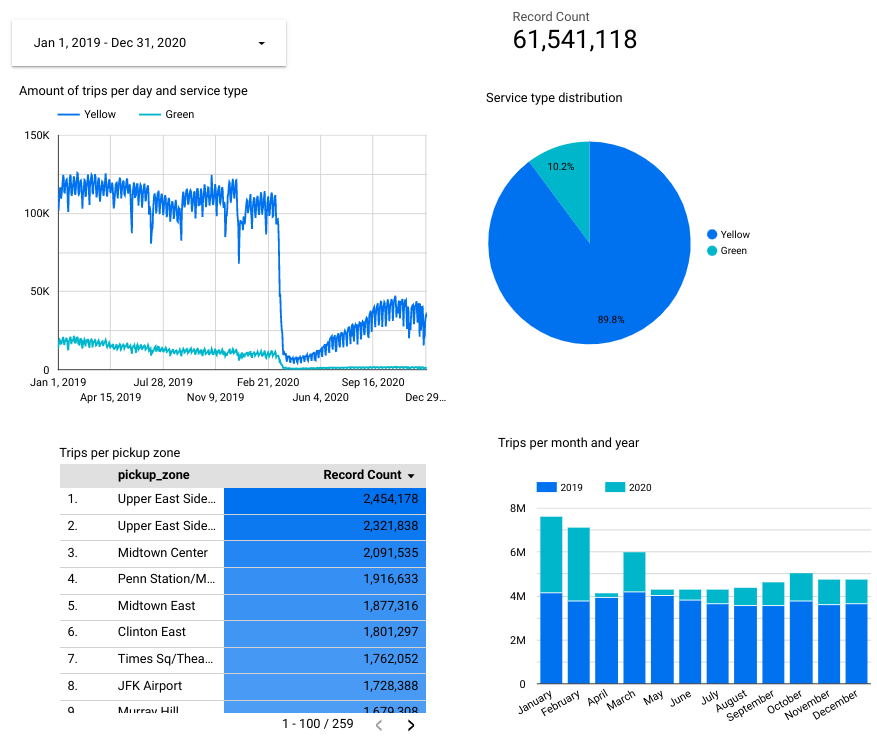 Jan 1, 2019 - Dec 31, 2020
Record Count
61,541,118
Amount of trips per day and service type
Yellow Green
150K
100K
50K
0
Jan 1, 2019 Jul 28, 2019 Feb 21, 2020 Sep 16, 2020
Apr 15, 2019 Nov 9, 2019 Jun 4, 2020 Dec 29…
Service type distribution
10.2%
89.8%
Yellow
Green
Trips per pickup zone
pickup_zone Record Count
1. Upper East Side… 2,454,178
2. Upper East Side… 2,321,838
3. Midtown Center 2,091,535
4. Penn Station/M… 1,916,633
5. Midtown East 1,877,316
6. Clinton East 1,801,297
7. Times Sq/Thea… 1,762,052
8. JFK Airport 1,728,388
9. Murray Hill 1,679,308
1 - 100 / 259
Trips per month and year
2019 2020
8M
6M
4M
2M
0
January February April March May June July August September October November December